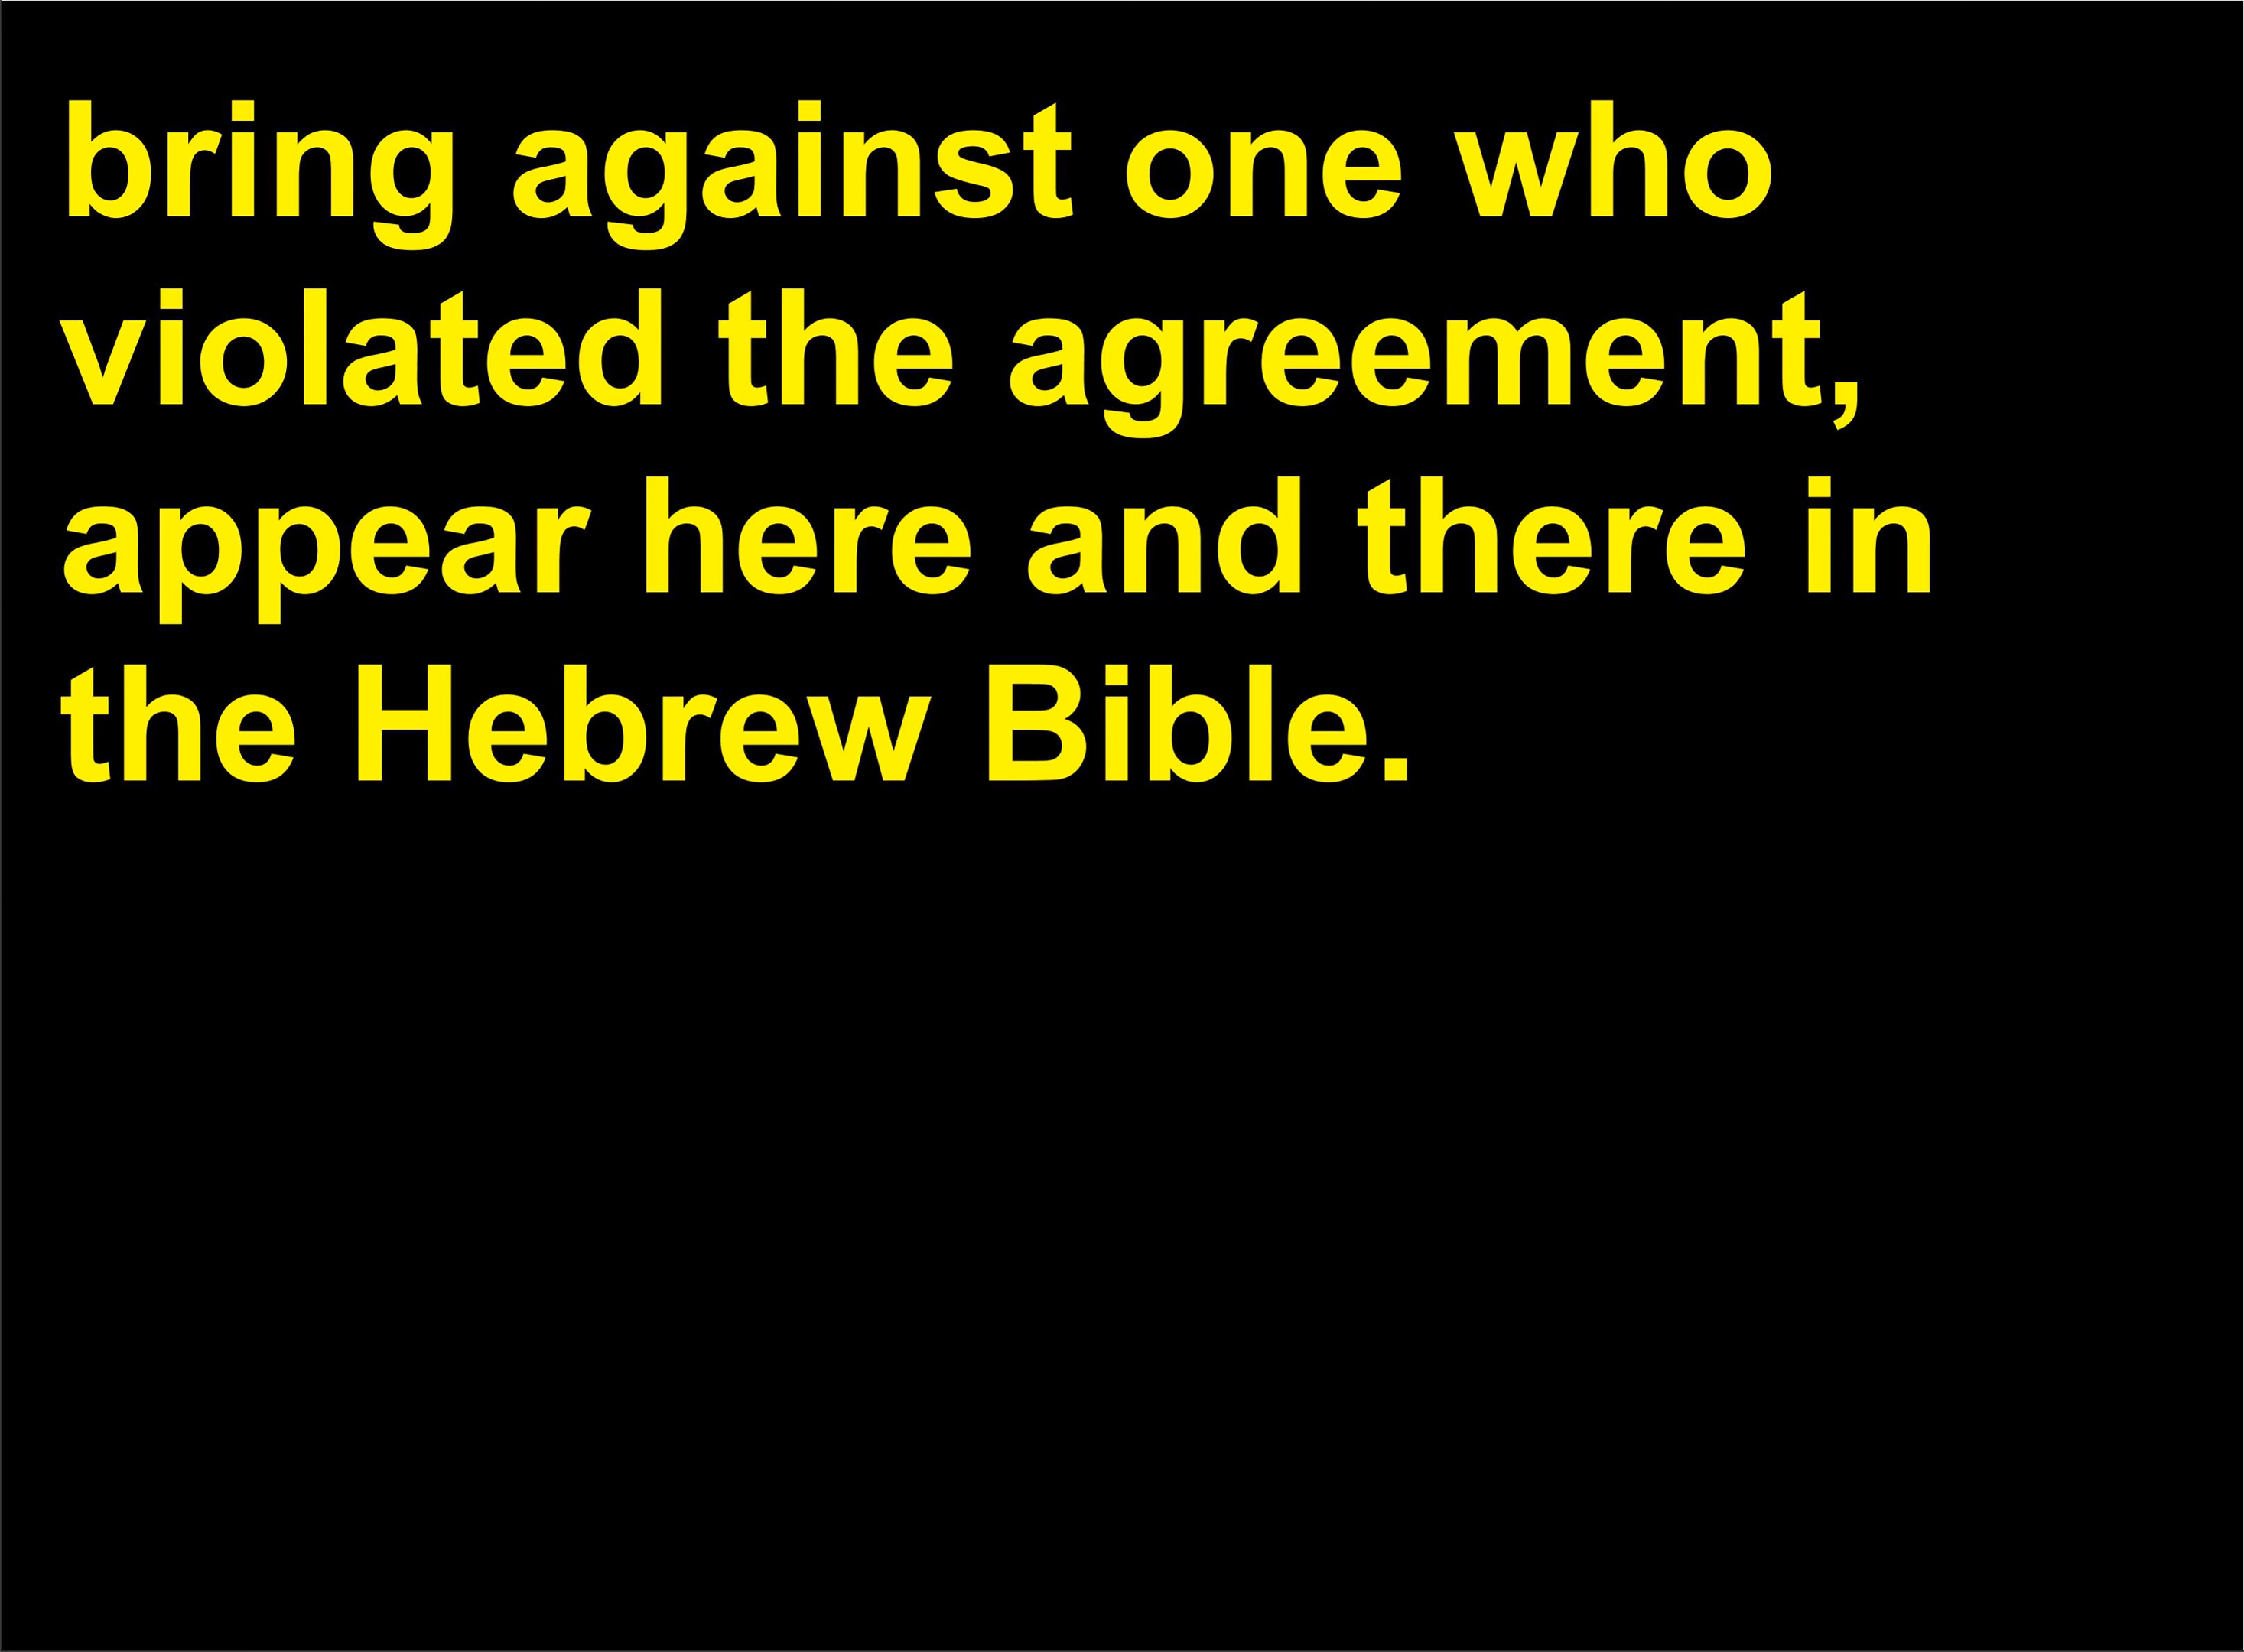 bring against one who
violated the agreement,
appear here and there in
the Hebrew Bible.